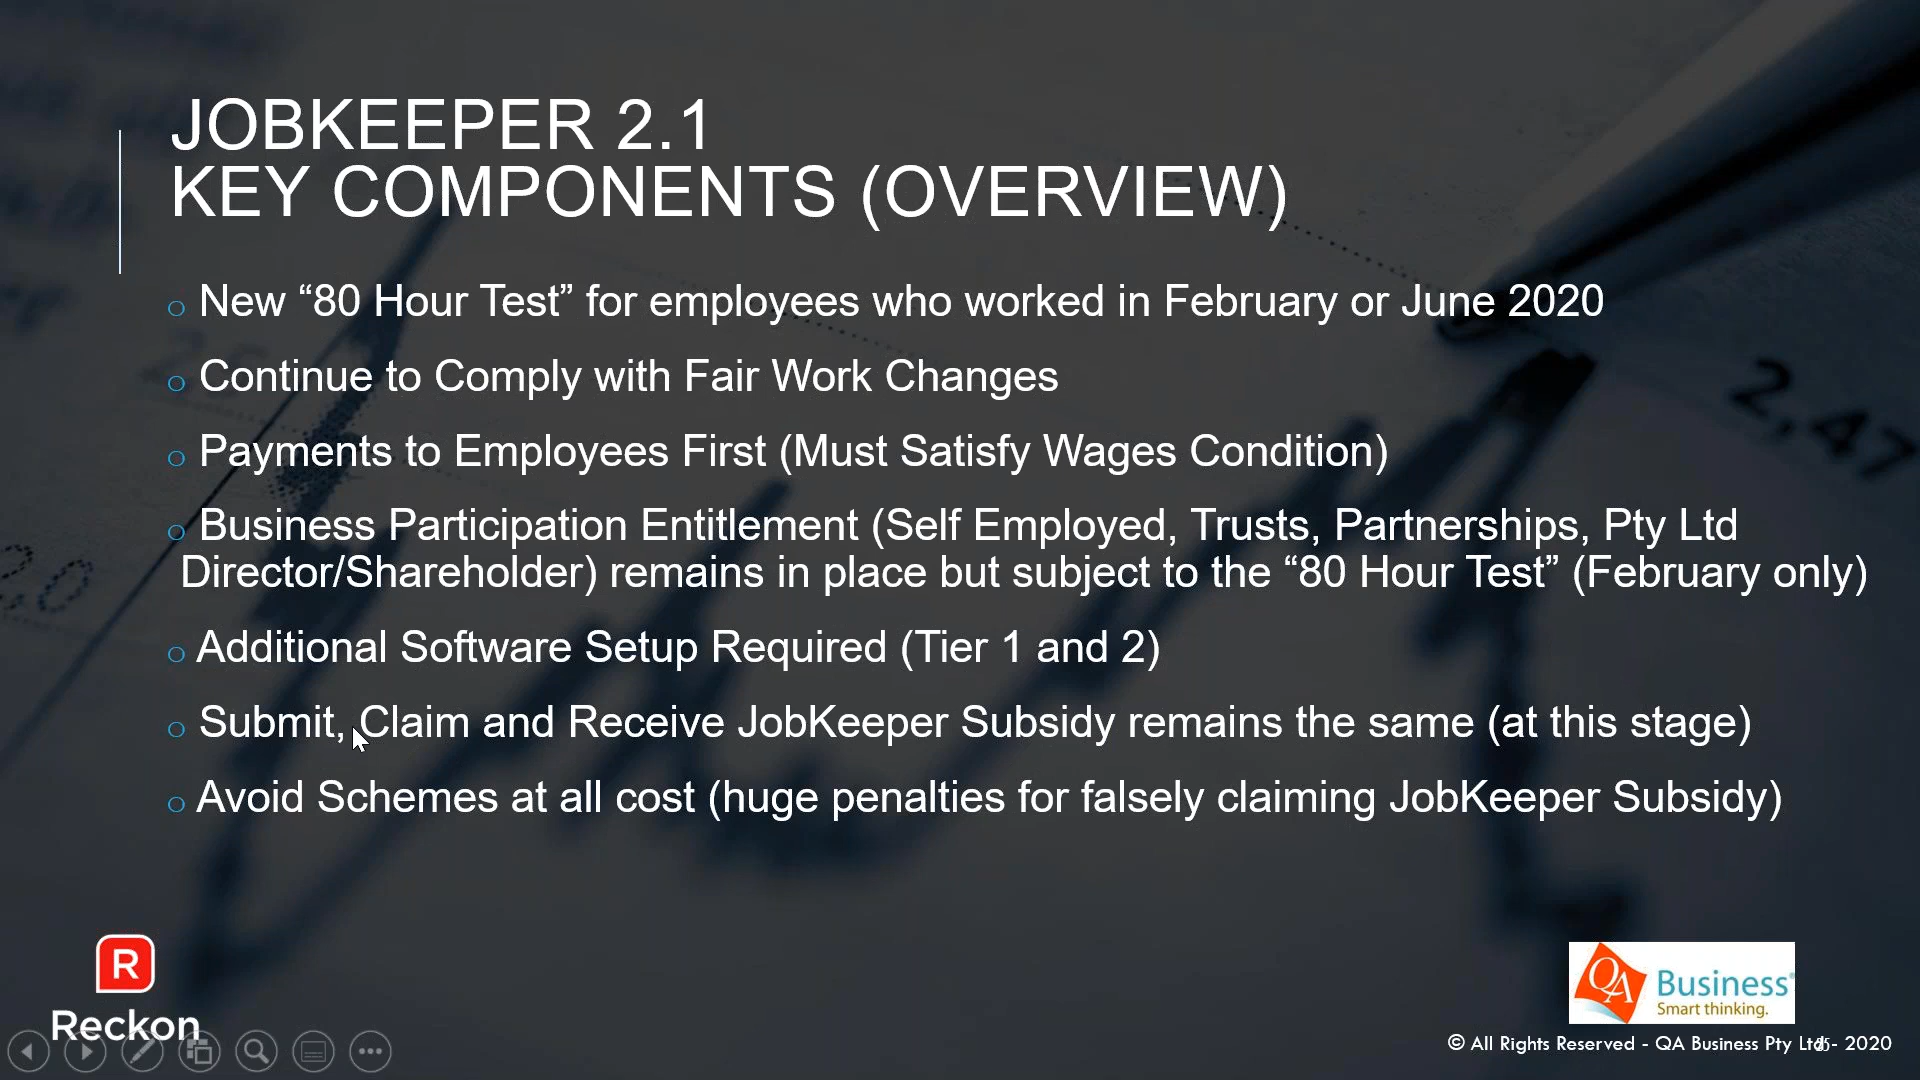 JOBKEEPER 2.1
KEY COMPONENTS (OVERVIEW)
o New “80 Hour Test” for employees who worked in February or June 2020
o Continue to Comply with Fair Work Changes
o Payments to Employees First (Must Satisfy Wages Condition)
o Business Participation Entitlement (Self Employed, Trusts, Partnerships, Pty Ltd
Director/Shareholder) remains in place but subject to the “80 Hour Test” (February only)
o Additional Software Setup Required (Tier 1 and 2)
o Submit, Claim and Receive JobKeeper Subsidy remains the same (at this stage)
o Avoid Schemes at all cost (huge penalties for falsely claiming JobKeeper Subsidy)
2,47
R
Reckon
QA Business®
Smart thinking.
© All Rights Reserved - QA Business Pty Ltd - 2020